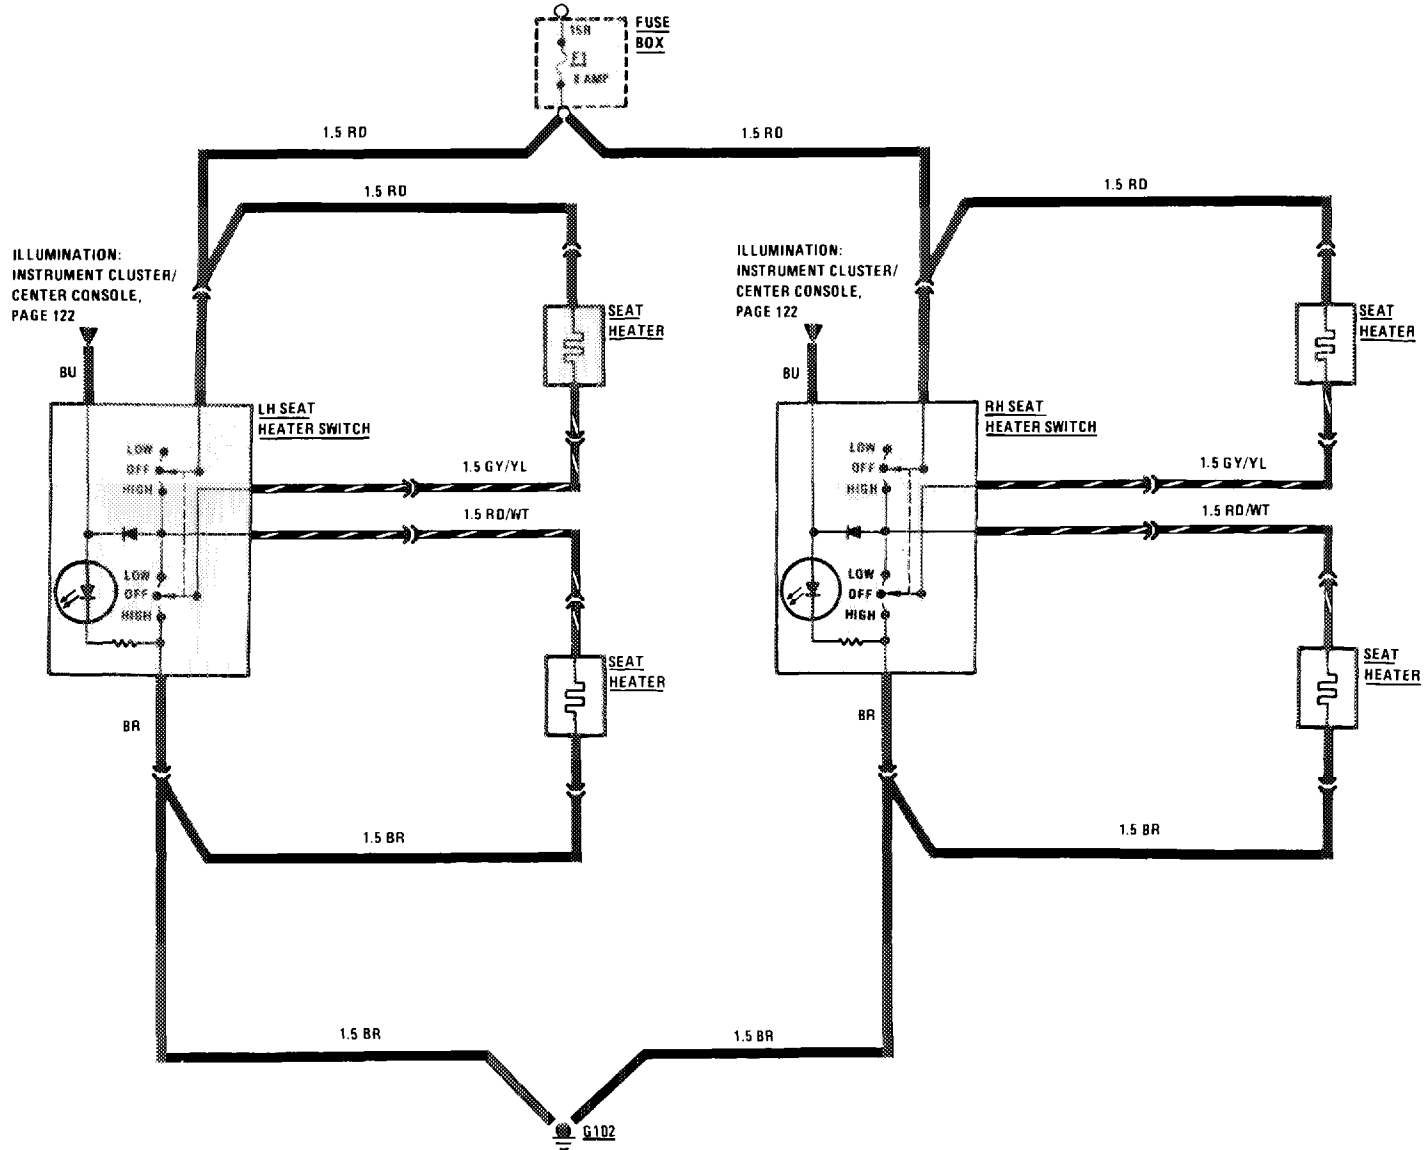 FUSE
BOX
15R
F1
8 AMP
1.5 RD
1.5 RD
1.5 RD
1.5 RD
ILLUMINATION:
INSTRUMENT CLUSTER/
CENTER CONSOLE,
PAGE 122
ILLUMINATION:
INSTRUMENT CLUSTER/
CENTER CONSOLE,
PAGE 122
SEAT
HEATER
SEAT
HEATER
BU
BU
LH SEAT
HEATER SWITCH
RH SEAT
HEATER SWITCH
LOW
OFF
HIGH
1.5 GY/YL
LOW
OFF
HIGH
1.5 GY/YL
1.5 RD/WT
1.5 RD/WT
LOW
OFF
HIGH
LOW
OFF
HIGH
SEAT
HEATER
SEAT
HEATER
BR
BR
1.5 BR
1.5 BR
1.5 BR
1.5 BR
G102